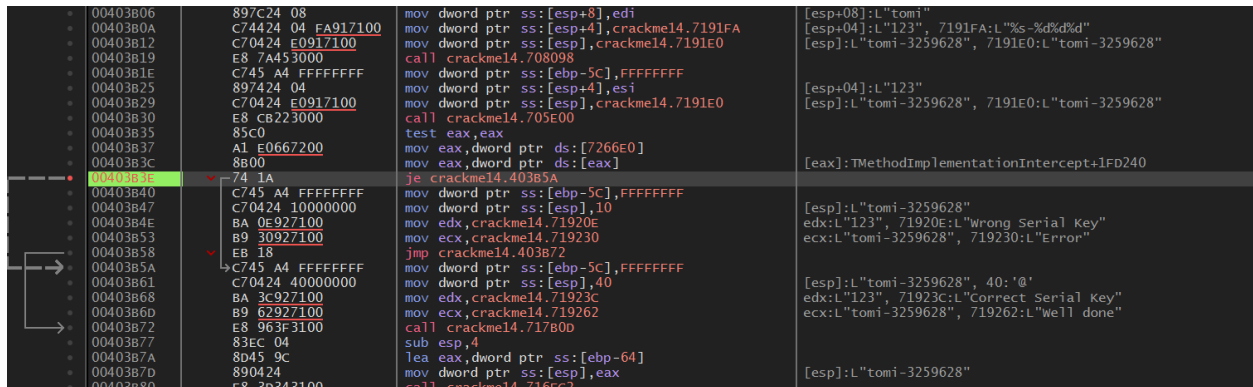 00403B06 897C24 08 mov dword ptr ss:[esp+8],edi [esp+08]:L"tomi"
00403B0A C74424 04 FA917100 mov dword ptr ss:[esp+4],crackme14.7191FA [esp+04]:L"123", 7191FA:L"%s-%d%d%d"
00403B12 C70424 E0917100 mov dword ptr ss:[esp],crackme14.7191E0 [esp]:L"tomi-3259628", 7191E0:L"tomi-3259628"
00403B19 E8 7A453000 call crackme14.708098
00403B1E C745 A4 FFFFFFFF mov dword ptr ss:[ebp-5C],FFFFFFFF
00403B25 897424 04 mov dword ptr ss:[esp+4],esi [esp+04]:L"123"
00403B29 C70424 E0917100 mov dword ptr ss:[esp],crackme14.7191E0 [esp]:L"tomi-3259628", 7191E0:L"tomi-3259628"
00403B30 E8 CB223000 call crackme14.705E00
00403B35 85C0 test eax,eax
00403B37 A1 E0667200 mov eax,dword ptr ds:[7266E0]
00403B3C 8B00 mov eax,dword ptr ds:[eax] [eax]:TMethodImplementationIntercept+1FD240
00403B3E 74 1A je crackme14.403B5A
00403B40 C745 A4 FFFFFFFF mov dword ptr ss:[ebp-5C],FFFFFFFF
00403B47 C70424 10000000 mov dword ptr ss:[esp],10 [esp]:L"tomi-3259628"
00403B4E BA 0E927100 mov edx,crackme14.71920E edx:L"123", 71920E:L"Wrong Serial Key"
00403B53 B9 30927100 mov ecx,crackme14.719230 ecx:L"tomi-3259628", 719230:L"Error"
00403B58 EB 18 jmp crackme14.403B72
00403B5A C745 A4 FFFFFFFF mov dword ptr ss:[ebp-5C],FFFFFFFF
00403B61 C70424 40000000 mov dword ptr ss:[esp],40 [esp]:L"tomi-3259628", 40:'@'
00403B68 BA 3C927100 mov edx,crackme14.71923C edx:L"123", 71923C:L"Correct Serial Key"
00403B6D B9 62927100 mov ecx,crackme14.719262 ecx:L"tomi-3259628", 719262:L"Well done"
00403B72 E8 963F3100 call crackme14.717B0D
00403B77 83EC 04 sub esp,4
00403B7A 8D45 9C lea eax,dword ptr ss:[ebp-64]
00403B7D 890424 mov dword ptr ss:[esp],eax [esp]:L"tomi-3259628"